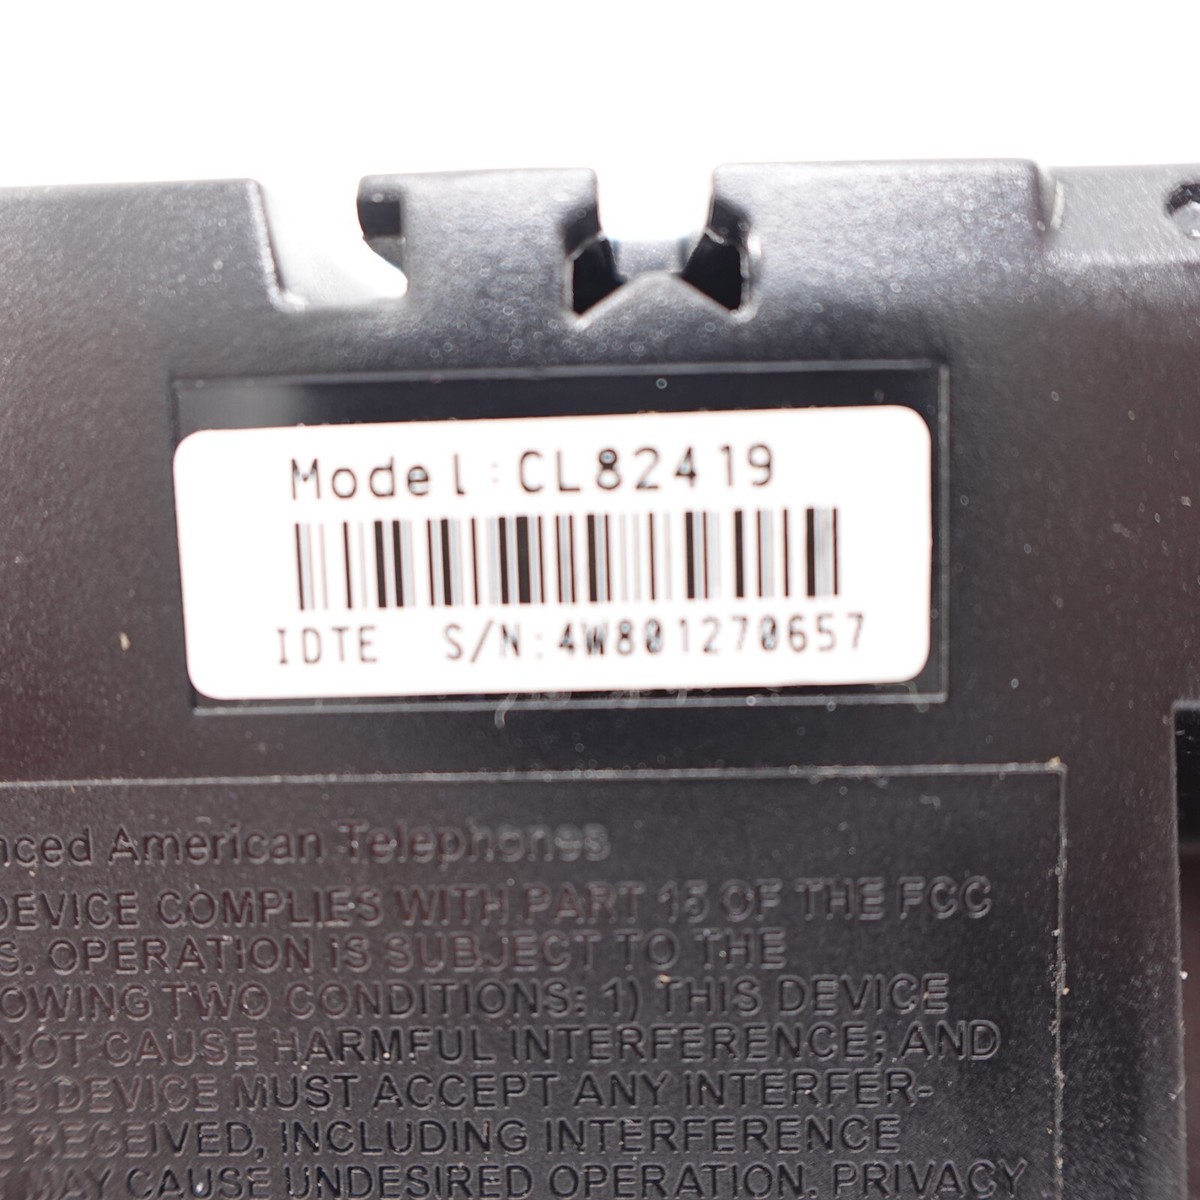 Model:CL82419
IDTE S/N:4W801270657
nced American Telephones
DEVICE COMPLIES WITH PART 15 OF THE FCC
S. OPERATION IS SUBJECT TO THE
OWING TWO CONDITIONS: 1) THIS DEVICE
NOT CAUSE HARMFUL INTERFERENCE; AND
IS DEVICE MUST ACCEPT ANY INTERFER-
E RECEIVED, INCLUDING INTERFERENCE
MAY CAUSE UNDESIRED OPERATION. PRIVACY